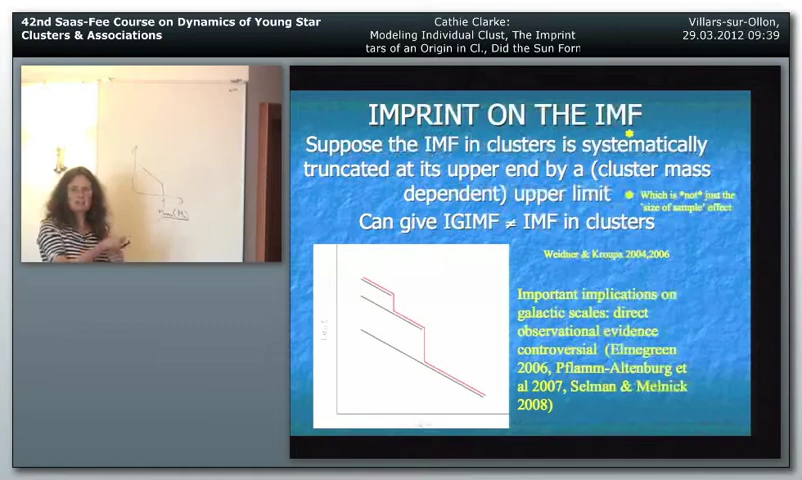 42nd Saas-Fee Course on Dynamics of Young Star
Clusters & Associations
Cathie Clarke:
Modeling Individual Clust, The Imprint
tars of an Origin in Cl., Did the Sun Form
Villars-sur-Ollon,
29.03.2012 09:39
IMPRINT ON THE IMF
Suppose the IMF in clusters is systematically
truncated at its upper end by a (cluster mass
dependent) upper limit
* Which is *not* just the
'size of sample' effect
Can give IGIMF ≠ IMF in clusters
Weidner & Kroupa 2004,2006
Important implications on
galactic scales: direct
observational evidence
controversial (Elmegreen
2006, Pflamm-Altenburg et
al 2007, Selman & Melnick
2008)